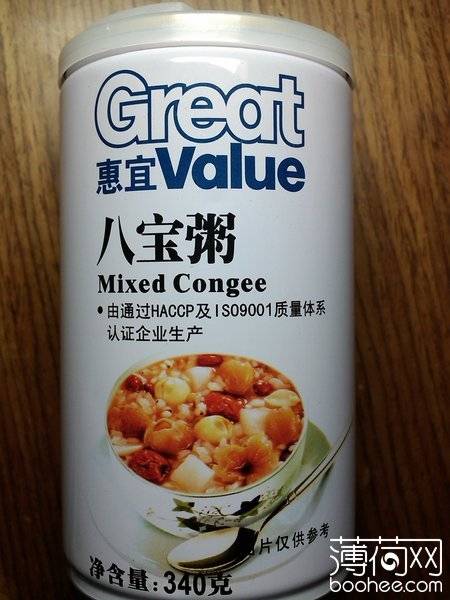 Great
惠宜Value
八宝粥
Mixed Congee
•由通过HACCP及ISO9001质量体系
认证企业生产
片仅供参考
净含量:340克
薄荷网
boohee.com